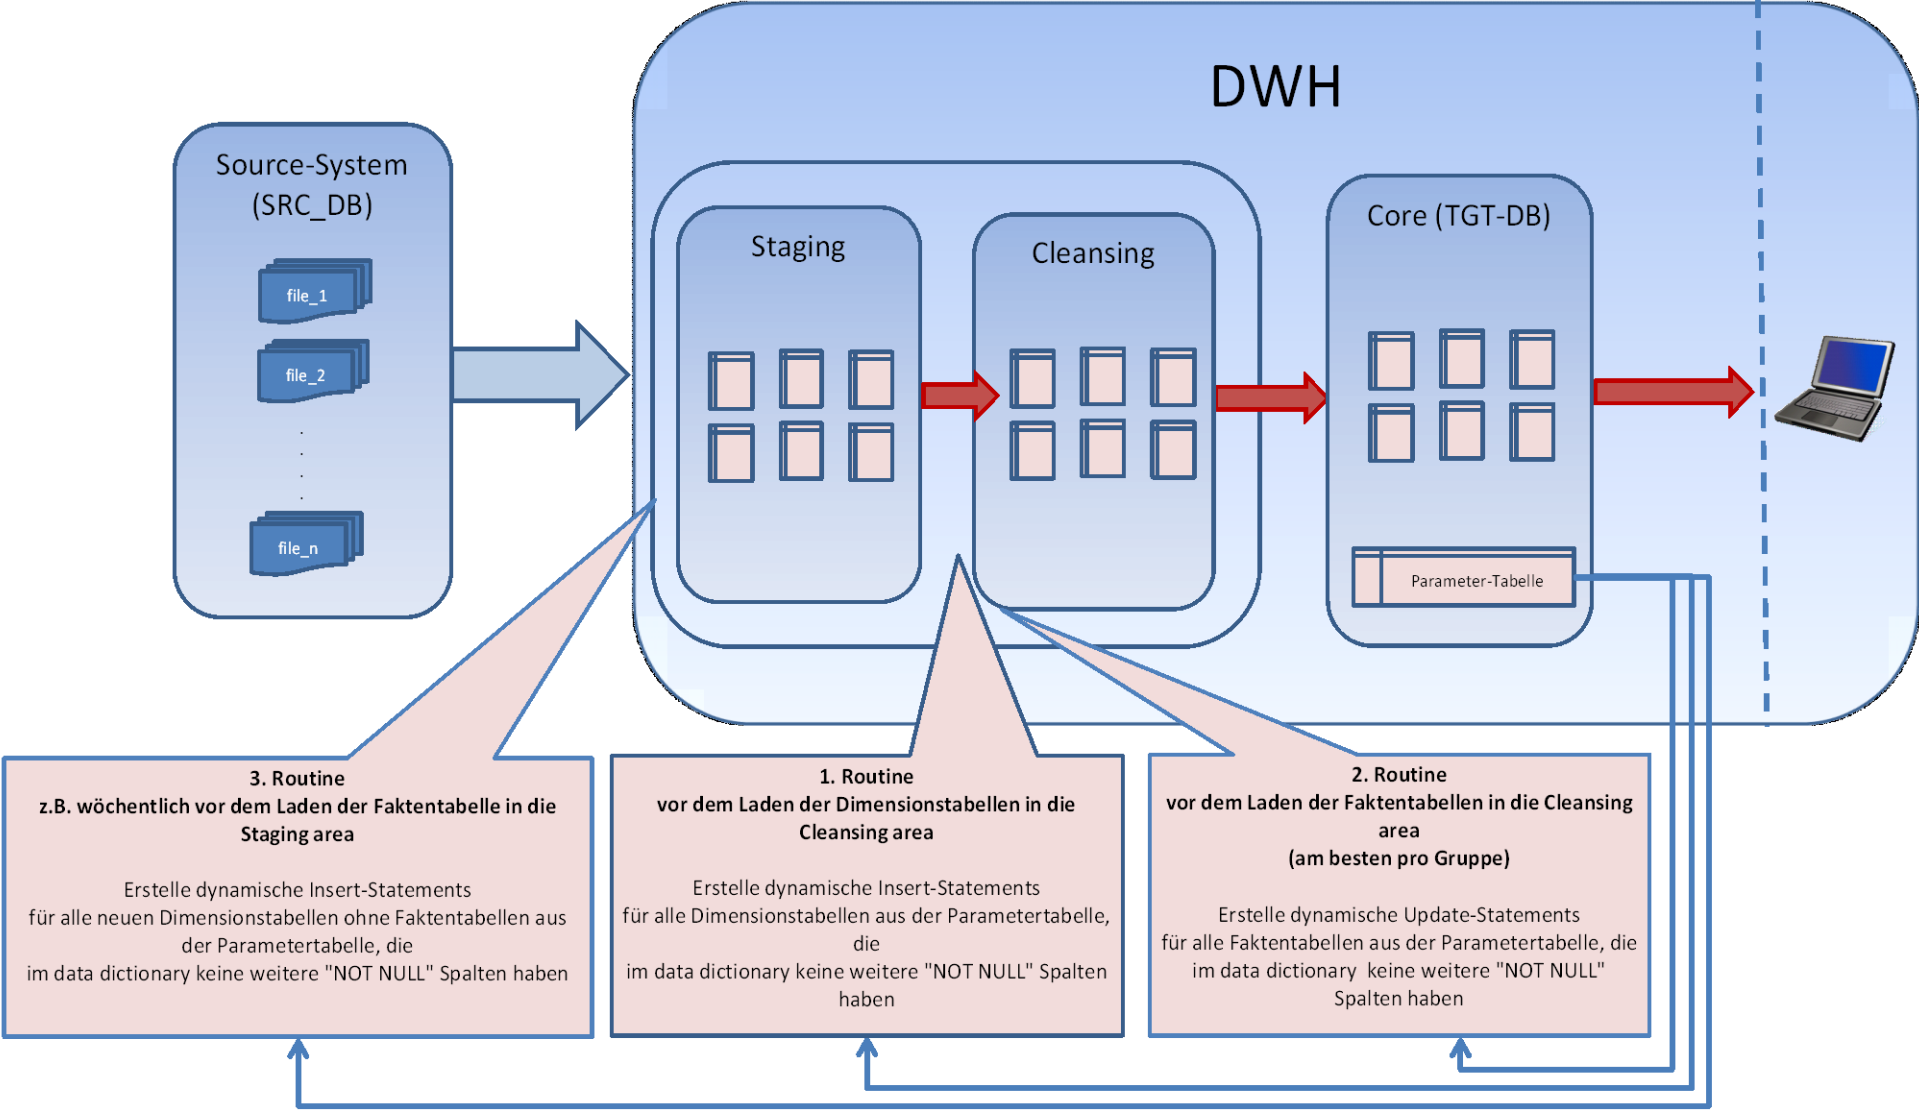 DWH
Source-System
(SRC_DB)
file_1
file_2
.
.
.
.
file_n
Staging
Cleansing
Core (TGT-DB)
Parameter-Tabelle
3. Routine
z.B. wöchentlich vor dem Laden der Faktentabelle in die
Staging area
Erstelle dynamische Insert-Statements
für alle neuen Dimensionstabellen ohne Faktentabellen aus
der Parametertabelle, die
im data dictionary keine weitere "NOT NULL" Spalten haben
1. Routine
vor dem Laden der Dimensionstabellen in die
Cleansing area
Erstelle dynamische Insert-Statements
für alle Dimensionstabellen aus der Parametertabelle,
die
im data dictionary keine weitere "NOT NULL" Spalten
haben
2. Routine
vor dem Laden der Faktentabellen in die Cleansing
area
(am besten pro Gruppe)
Erstelle dynamische Update-Statements
für alle Faktentabellen aus der Parametertabelle, die
im data dictionary keine weitere "NOT NULL"
Spalten haben